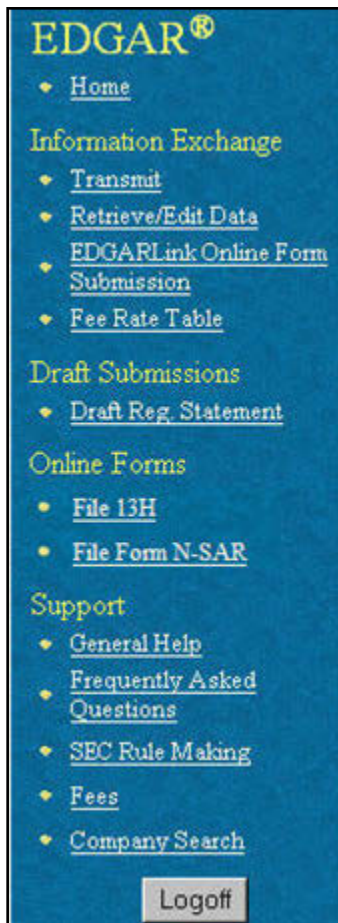 EDGAR®
Home
Information Exchange
Transmit
Retrieve/Edit Data
EDGARLink Online Form
Submission
Fee Rate Table
Draft Submissions
Draft Reg. Statement
Online Forms
File 13H
File Form N-SAR
Support
General Help
Frequently Asked
Questions
SEC Rule Making
Fees
Company Search
Logoff